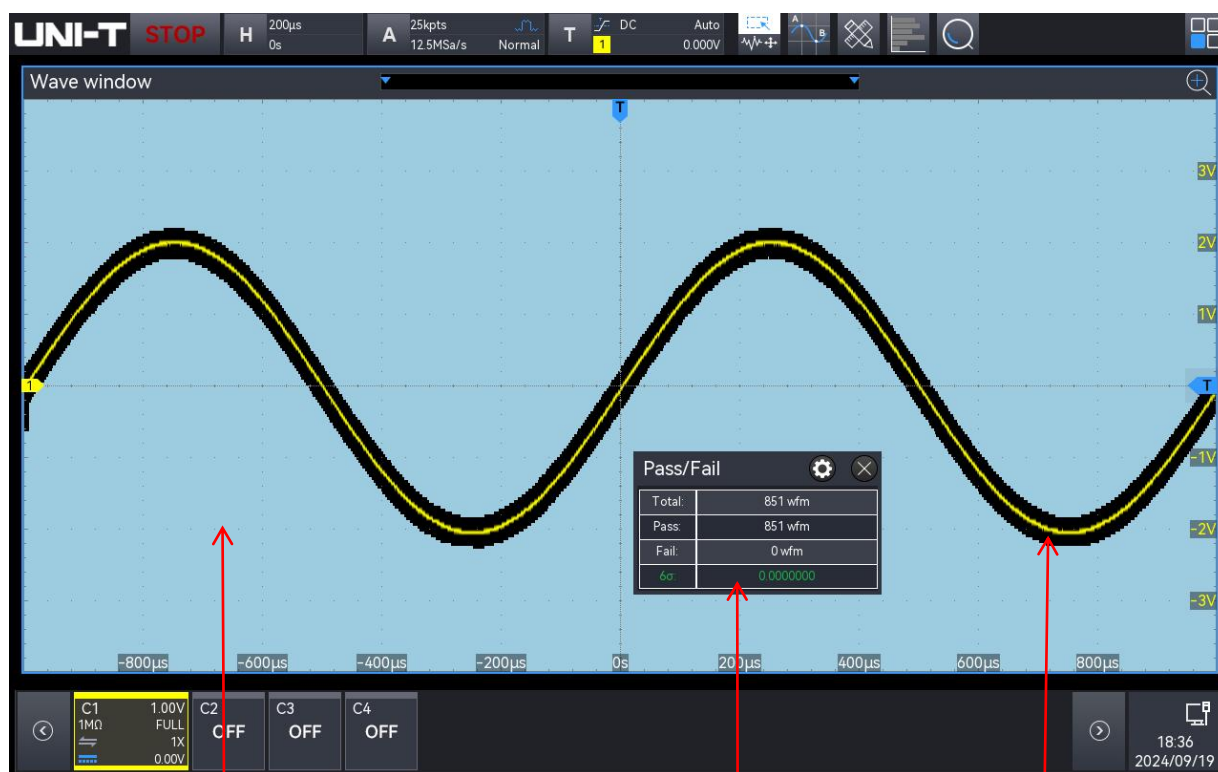 UNI-T STOP H 200μs 0s A 25kpts 12.5MSa/s Normal T DC 1 Auto 0.000V A B
Wave window
T
3V
2V
1V
1 T
-1V
-2V
-3V
Pass/Fail
Total: 851 wfm
Pass: 851 wfm
Fail: 0 wfm
6σ: 0.0000000
-800μs -600μs -400μs -200μs 0s 200μs 400μs 600μs 800μs
C1 1.00V C2 C3 C4
1MΩ FULL OFF OFF OFF
1X
0.00V
18:36
2024/09/19